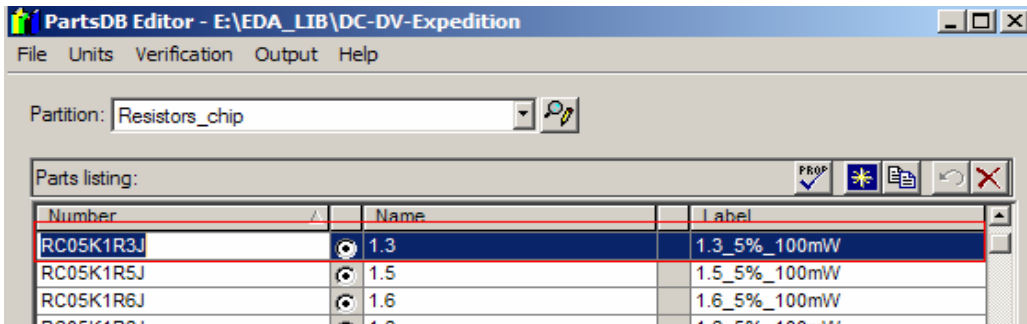 PartsDB Editor - E:\EDA_LIB\DC-DV-Expedition
File Units Verification Output Help
Partition: Resistors_chip
Parts listing:
PROP
Number Name Label
RC05K1R3J 1.3 1.3_5%_100mW
RC05K1R5J 1.5 1.5_5%_100mW
RC05K1R6J 1.6 1.6_5%_100mW